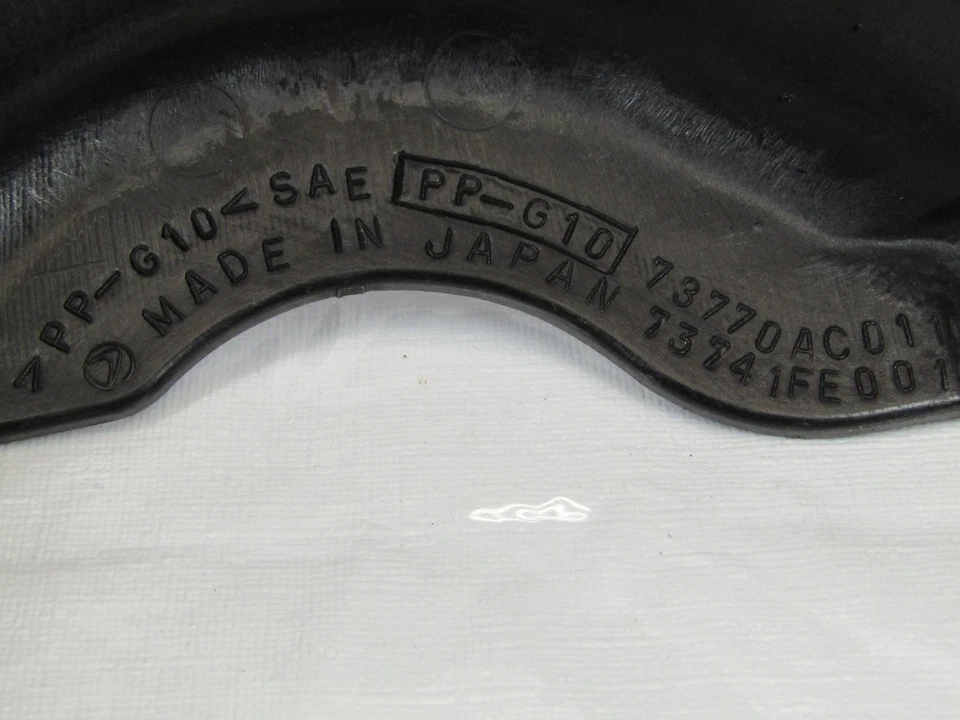 >PP-G10< SAE PP-G10 73770AC011
MADE IN JAPAN 73741FE001